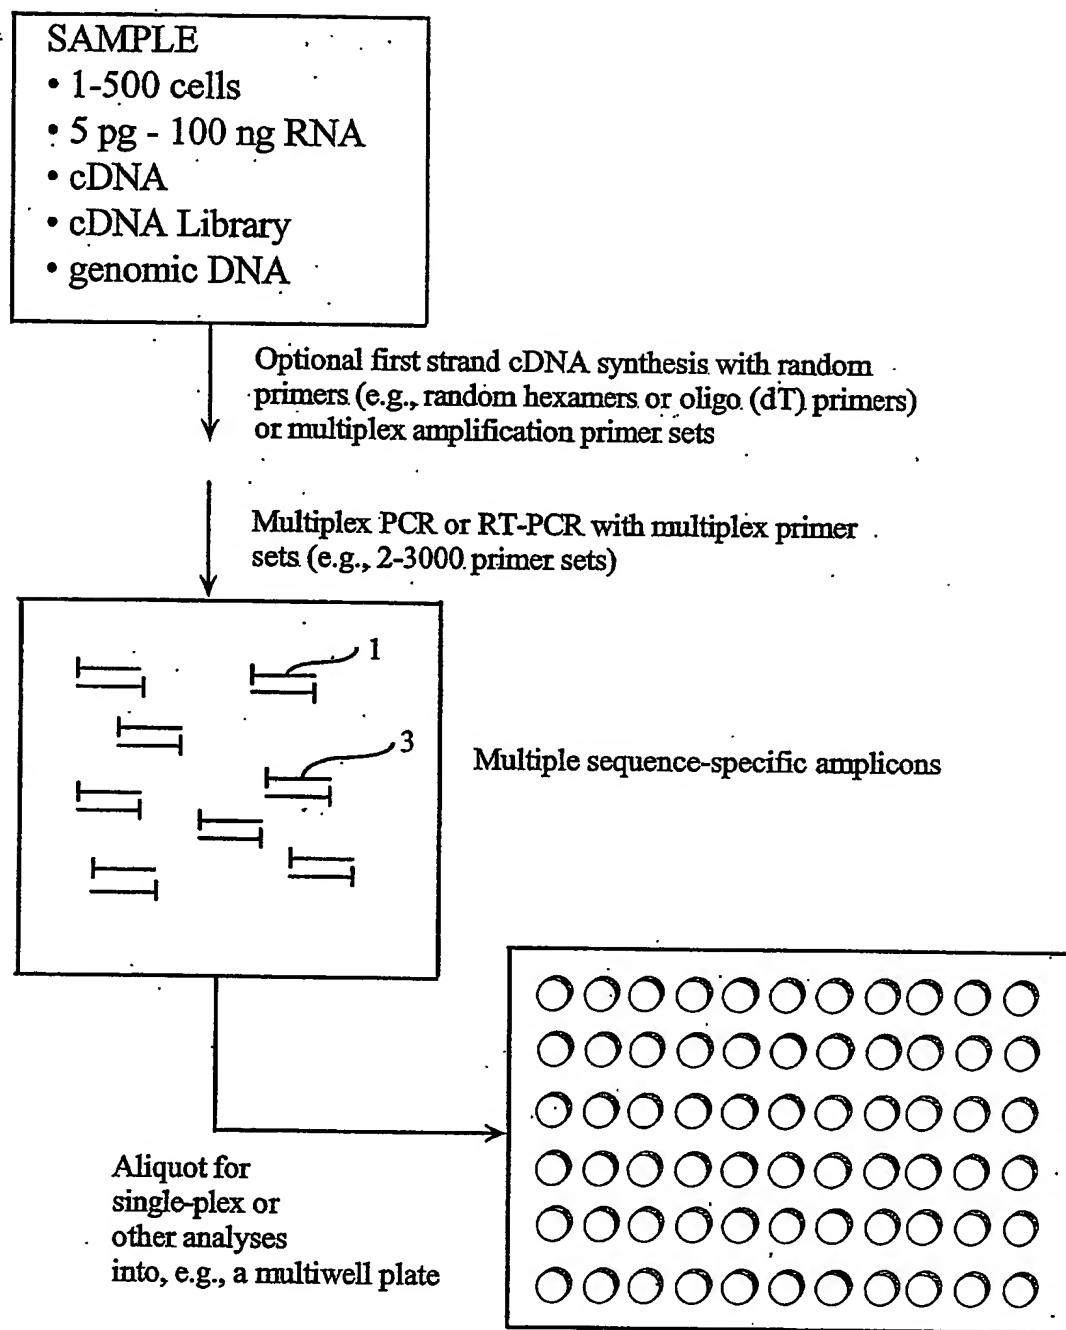 SAMPLE
• 1-500 cells
• 5 pg - 100 ng RNA
• cDNA
• cDNA Library
• genomic DNA
Optional first strand cDNA synthesis with random
primers (e.g., random hexamers or oligo (dT) primers)
or multiplex amplification primer sets
Multiplex PCR or RT-PCR with multiplex primer
sets (e.g., 2-3000 primer sets)
1
3
Multiple sequence-specific amplicons
Aliquot for
single-plex or
other analyses
into, e.g., a multiwell plate